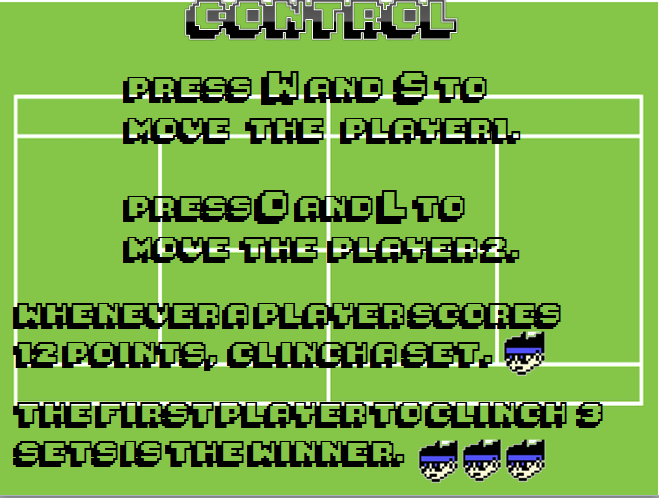 CONTROL
PRESS W AND S TO
MOVE THE PLAYER1.
PRESS O AND L TO
MOVE THE PLAYER2.
WHENEVER A PLAYER SCORES
12 POINTS, CLINCH A SET.
THE FIRST PLAYER TO CLINCH 3
SETS IS THE WINNER.